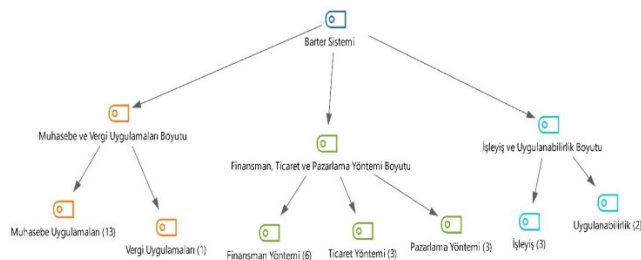 Barter Sistemi
Muhasebe ve Vergi Uygulamaları Boyutu
Finansman, Ticaret ve Pazarlama Yöntemi Boyutu
İşleyiş ve Uygulanabilirlik Boyutu
Muhasebe Uygulamaları (13)
Vergi Uygulamaları (1)
Finansman Yöntemi (6)
Ticaret Yöntemi (3)
Pazarlama Yöntemi (3)
İşleyiş (3)
Uygulanabilirlik (2)